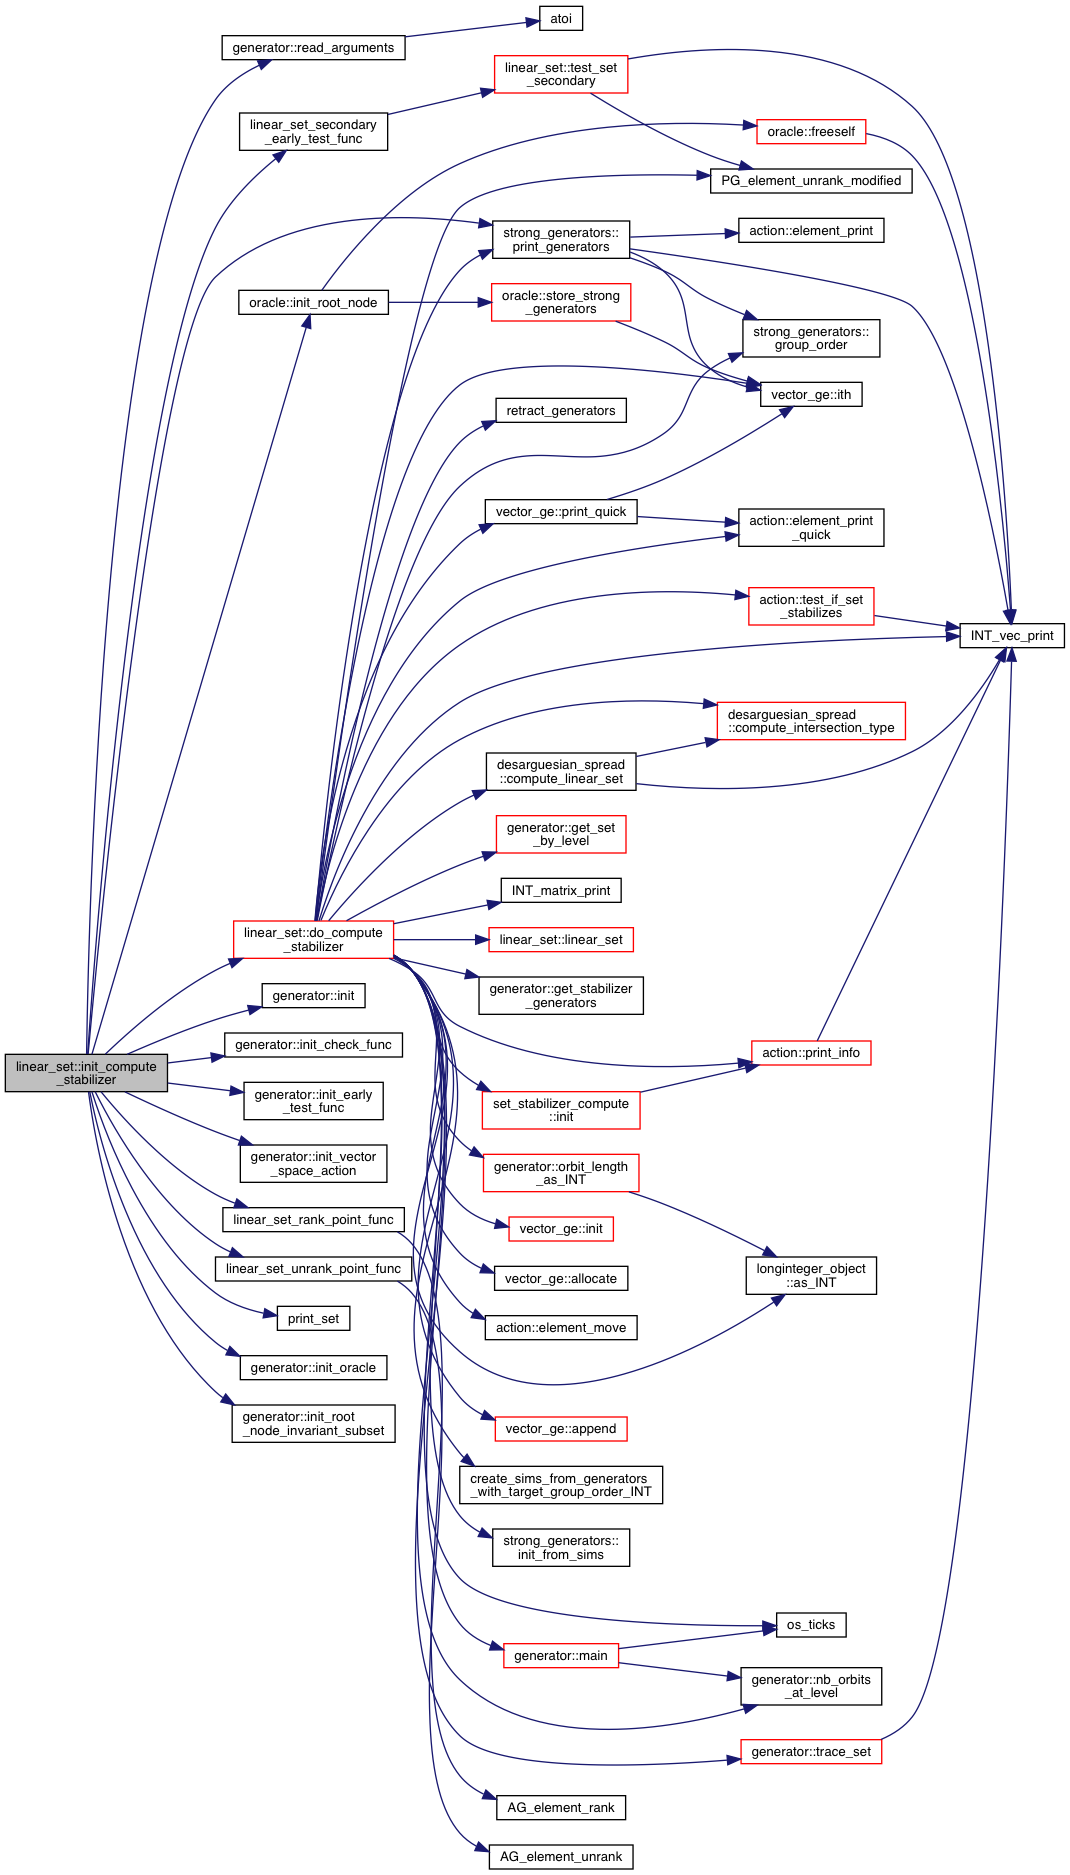 atoi
generator::read_arguments
linear_set::test_set
_secondary
linear_set_secondary
_early_test_func
oracle::freeself
PG_element_unrank_modified
strong_generators::
print_generators
action::element_print
oracle::init_root_node
oracle::store_strong
_generators
strong_generators::
group_order
vector_ge::ith
retract_generators
vector_ge::print_quick
action::element_print
_quick
action::test_if_set
_stabilizes
INT_vec_print
desarguesian_spread
::compute_intersection_type
desarguesian_spread
::compute_linear_set
generator::get_set
_by_level
INT_matrix_print
linear_set::do_compute
_stabilizer
linear_set::linear_set
generator::get_stabilizer
_generators
generator::init
generator::init_check_func
action::print_info
linear_set::init_compute
_stabilizer
generator::init_early
_test_func
set_stabilizer_compute
::init
generator::init_vector
_space_action
generator::orbit_length
_as_INT
linear_set_rank_point_func
vector_ge::init
linear_set_unrank_point_func
vector_ge::allocate
longinteger_object
::as_INT
print_set
action::element_move
generator::init_oracle
generator::init_root
_node_invariant_subset
vector_ge::append
create_sims_from_generators
_with_target_group_order_INT
strong_generators::
init_from_sims
os_ticks
generator::main
generator::nb_orbits
_at_level
generator::trace_set
AG_element_rank
AG_element_unrank